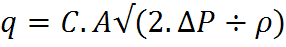 q = C. A√(2. ΔP ÷ ρ)